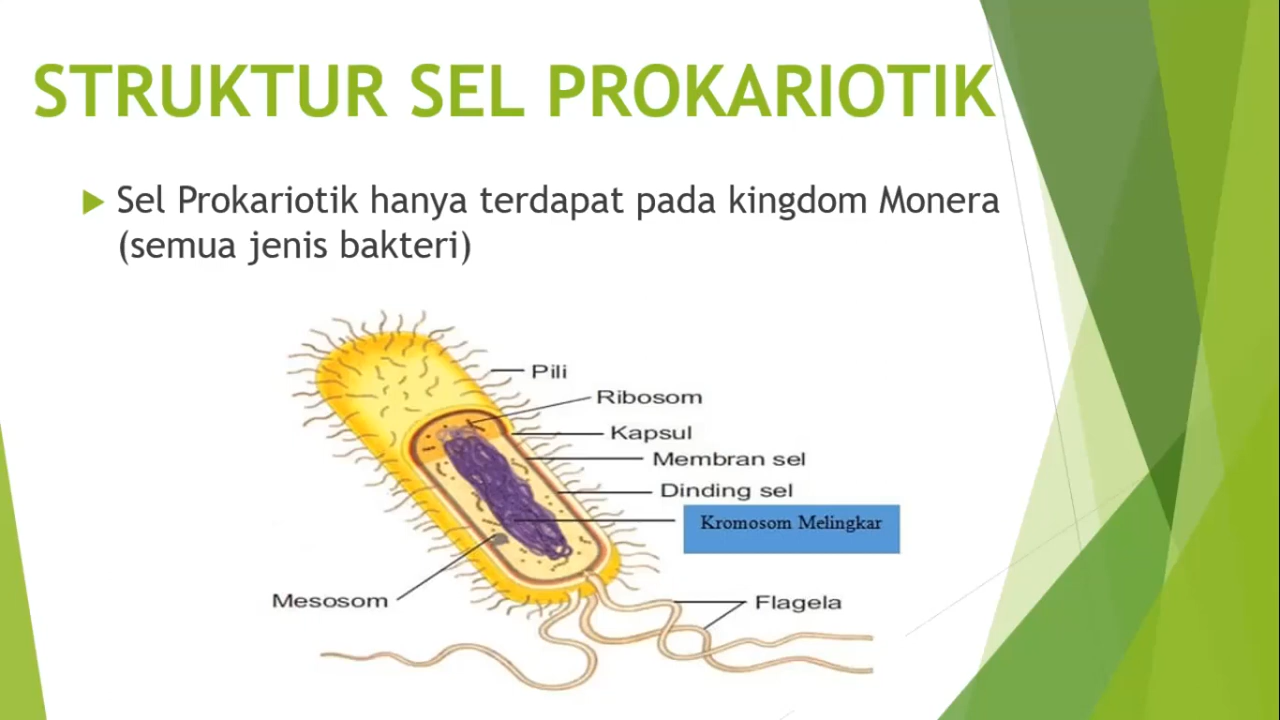 STRUKTUR SEL PROKARIOTIK
Sel Prokariotik hanya terdapat pada kingdom Monera
(semua jenis bakteri)
Pili
Ribosom
Kapsul
Membran sel
Dinding sel
Kromosom Melingkar
Mesosom
Flagela